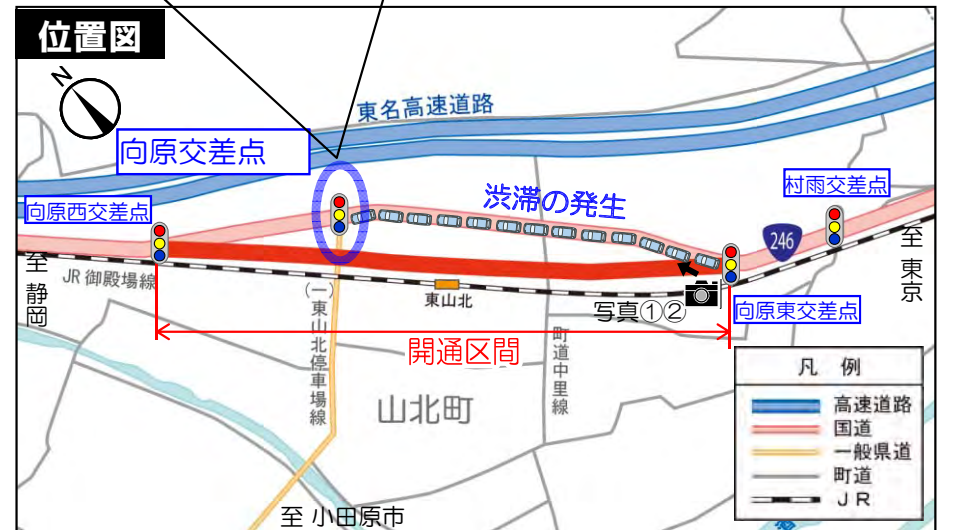 位置図
N
東名高速道路
向原交差点
渋滞の発生
村雨交差点
向原西交差点
246
至 東京
至 静岡
JR御殿場線
東山北
写真①②
向原東交差点
(一)東山北停車場線
開通区間
町道中里線
山北町
凡 例
高速道路
国道
一般県道
町道
JR
至 小田原市